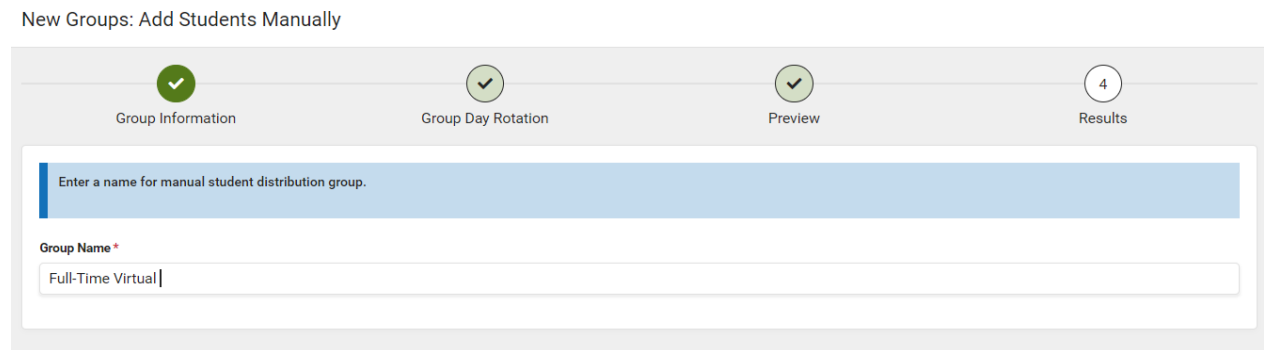 New Groups: Add Students Manually
4
Group Information
Group Day Rotation
Preview
Results
Enter a name for manual student distribution group.
Group Name *
Full-Time Virtual